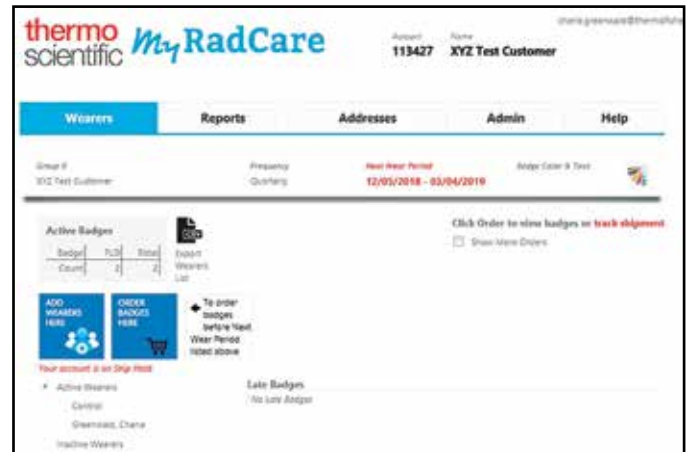 thermo
scientific
MyRadCare
Account Name
113427 XYZ Test Customer
Wearers Reports Addresses Admin Help
Group # Frequency Next Wear Period Badge Color & Text
XYZ Test Customer Quarterly 12/05/2018 - 03/04/2019
Active Badges
Badge TLD Total
Count 2 2
Export
Wearers
List
Click Order to view badges or track shipment
Show More Orders
ADD
WEARERS
HERE
ORDER
BADGES
HERE
To order
badges
before Next
Wear Period
listed above
Your account is on Ship Hold
Active Wearers
Control
Inactive Wearers
Late Badges
No Late Badges